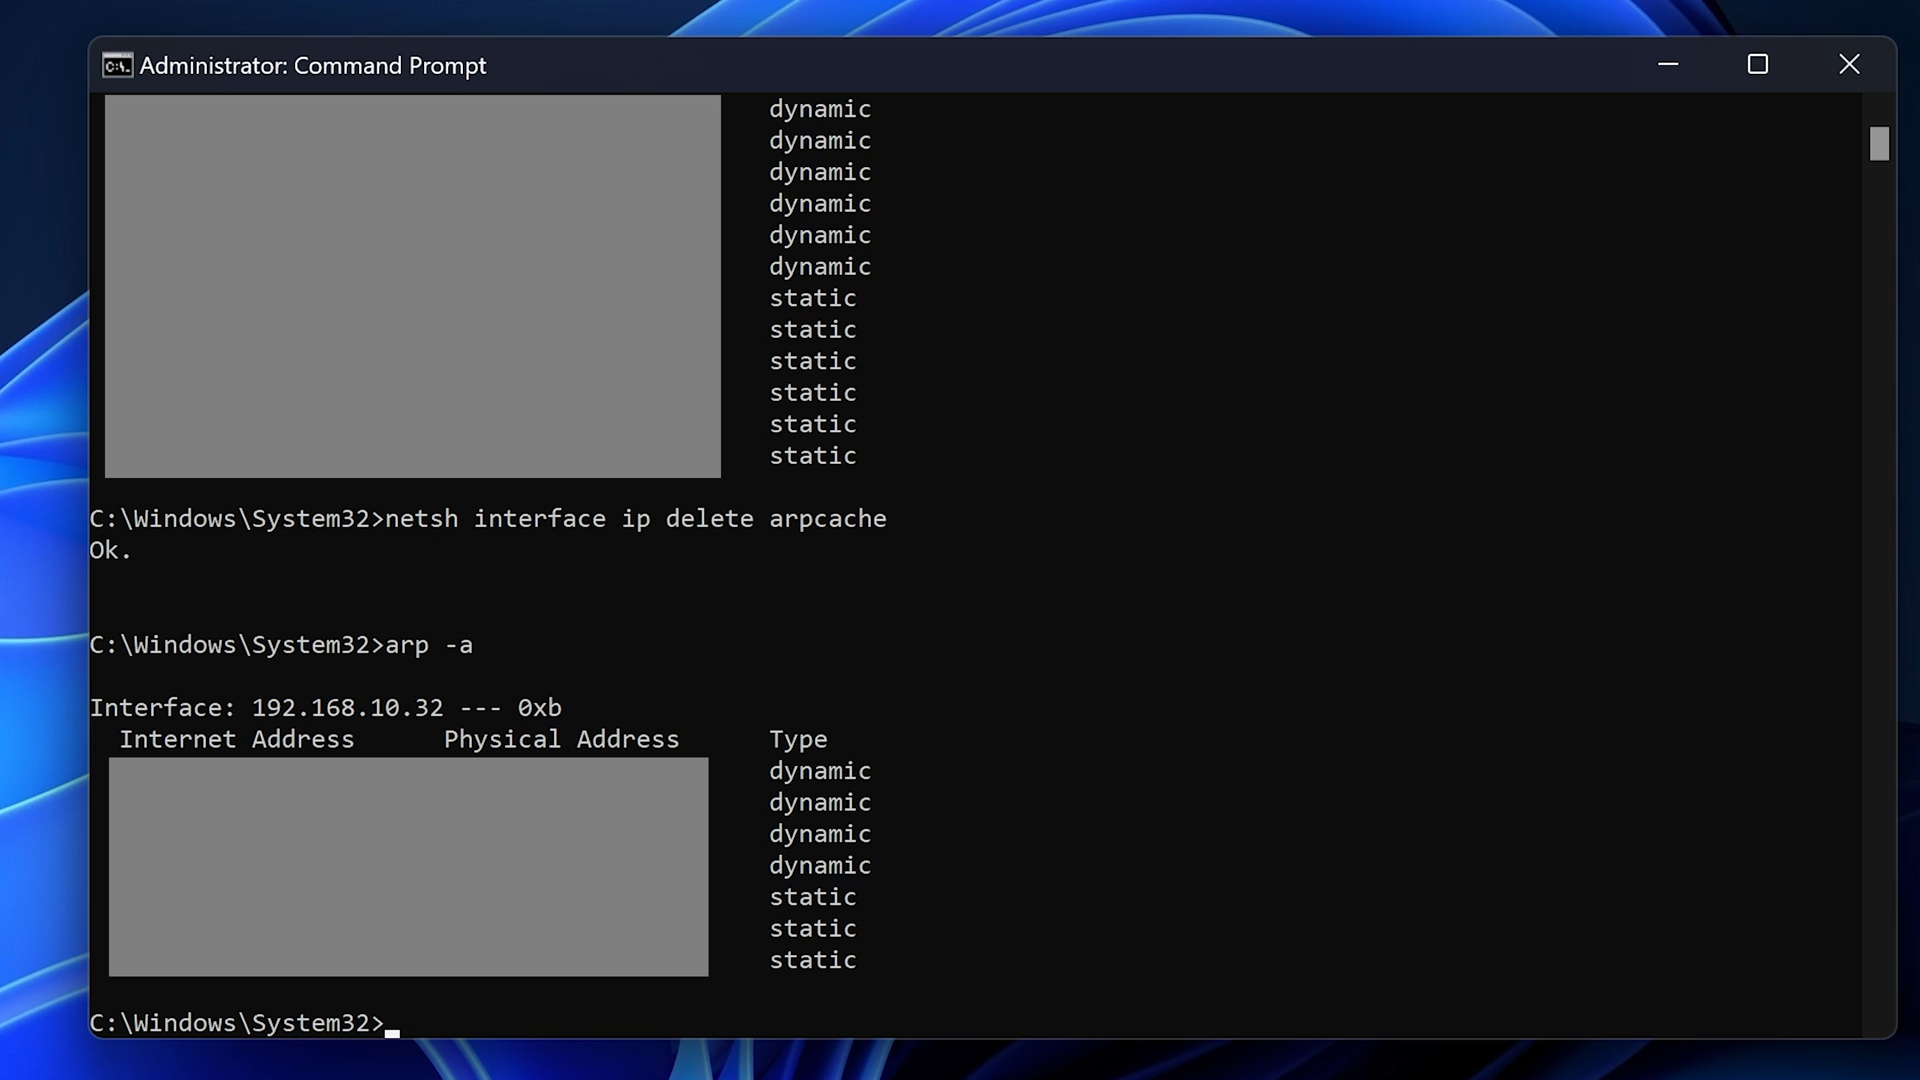 Administrator: Command Prompt
dynamic
dynamic
dynamic
dynamic
dynamic
dynamic
static
static
static
static
static
static
C:\Windows\System32>netsh interface ip delete arpcache
Ok.
C:\Windows\System32>arp -a
Interface: 192.168.10.32 --- 0xb
Internet Address Physical Address Type
dynamic
dynamic
dynamic
dynamic
static
static
static
C:\Windows\System32>